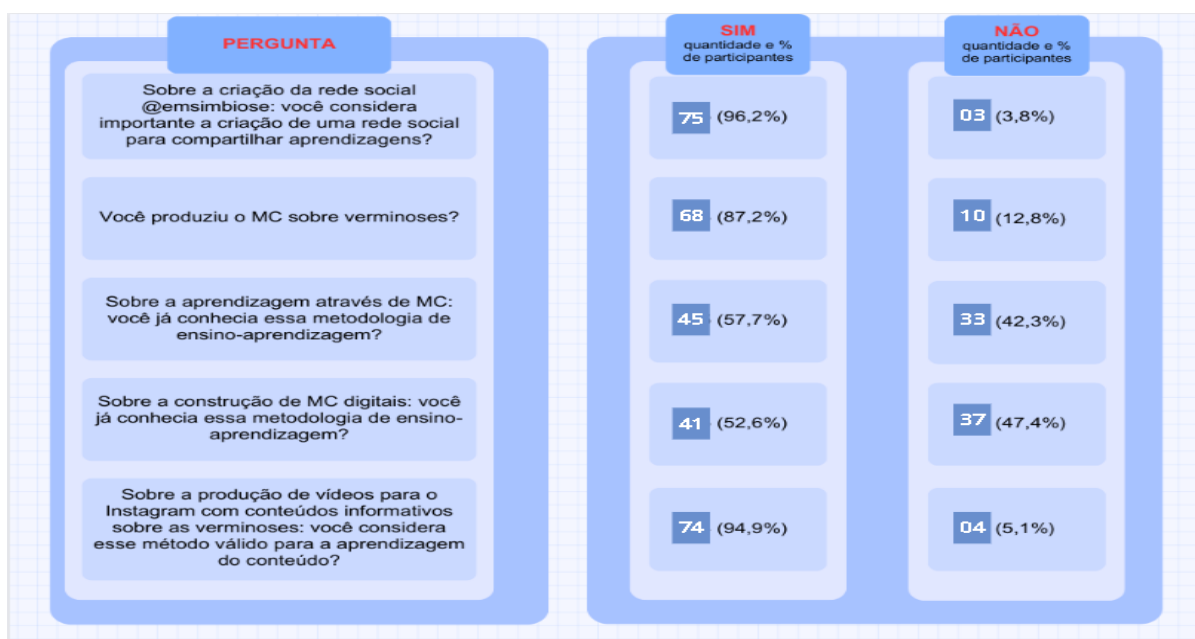 PERGUNTA
SIM
quantidade e %
de participantes
NÃO
quantidade e %
de participantes
Sobre a criação da rede social
@emsimbiose: você considera
importante a criação de uma rede social
para compartilhar aprendizagens?
75 (96,2%)
03 (3,8%)
Você produziu o MC sobre verminoses?
68 (87,2%)
10 (12,8%)
Sobre a aprendizagem através de MC:
você já conhecia essa metodologia de
ensino-aprendizagem?
45 (57,7%)
33 (42,3%)
Sobre a construção de MC digitais: você
já conhecia essa metodologia de ensino-
aprendizagem?
41 (52,6%)
37 (47,4%)
Sobre a produção de vídeos para o
Instagram com conteúdos informativos
sobre as verminoses: você considera
esse método válido para a aprendizagem
do conteúdo?
74 (94,9%)
04 (5,1%)